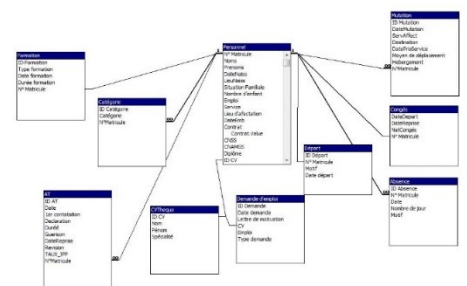 Formation
ID Formation
Type formation
Date formation
Durée formation
N° Matricule
Catégorie
ID Catégorie
Catégorie
N°Matricule
AT
ID AT
Date
1er constatation
Declaration
Durée
Guerison
DateReprise
Revision
TAUX_IPP
N°Matricule
Personnel
N° Matricule
Noms
Prenoms
DateNaiss
LieuNaiss
Situation Familiale
Nombre d'enfant
Emploi
Service
Lieu d'affectation
DateEmb
Contrat
Contrat.Value
CNSS
CNAMGS
Diplôme
ID CV
CVTheque
ID CV
Nom
Prénom
Spécialité
Demande d'emploi
ID Demande
Date demande
Lettre de motivation
CV
Emploi
Type demande
Départ
ID Départ
N° Matricule
Motif
Date départ
Mutation
ID Mutation
DateMutation
ServAffect
Destination
DatePriseService
Moyen de déplacement
Hebergement
N°Matricule
Congés
DateDepart
DateReprise
NatCongés
N° Matricule
Absence
ID Absence
N° Matricule
Date
Nombre de jour
Motif